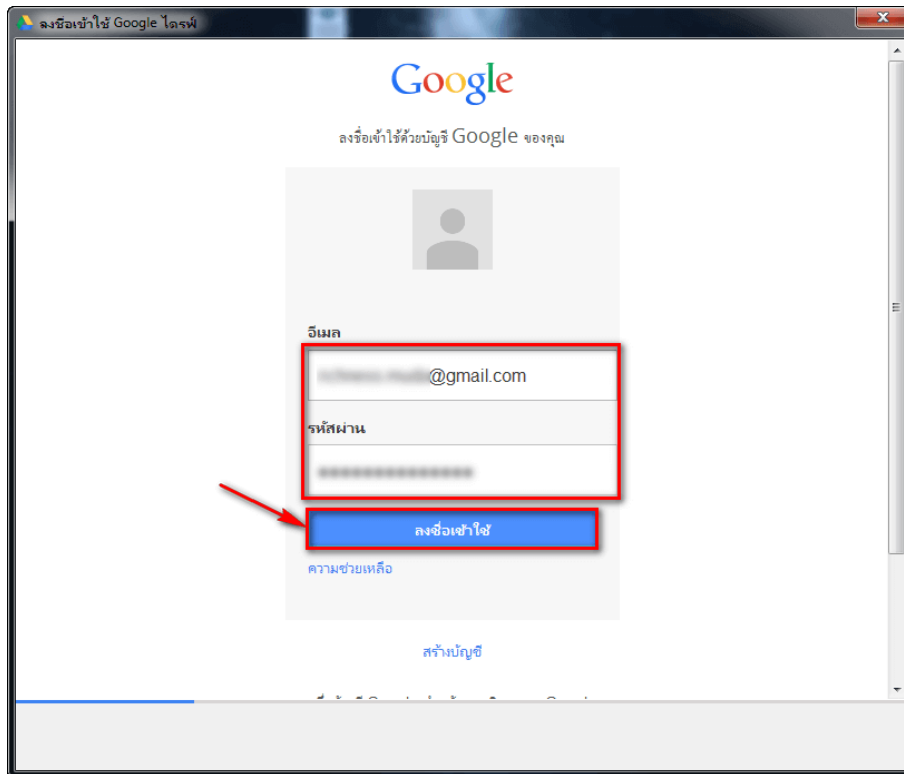 ลงชื่อเข้าใช้ Google ไดรฟ์
Google
ลงชื่อเข้าใช้ด้วยบัญชี Google ของคุณ
อีเมล
@gmail.com
รหัสผ่าน
ลงชื่อเข้าใช้
ความช่วยเหลือ
สร้างบัญชี